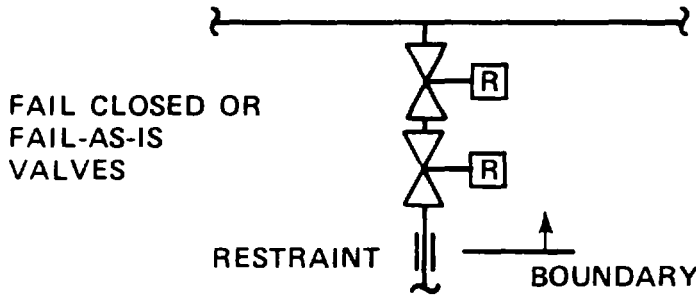 R
FAIL CLOSED OR
FAIL-AS-IS
VALVES
R
RESTRAINT
BOUNDARY